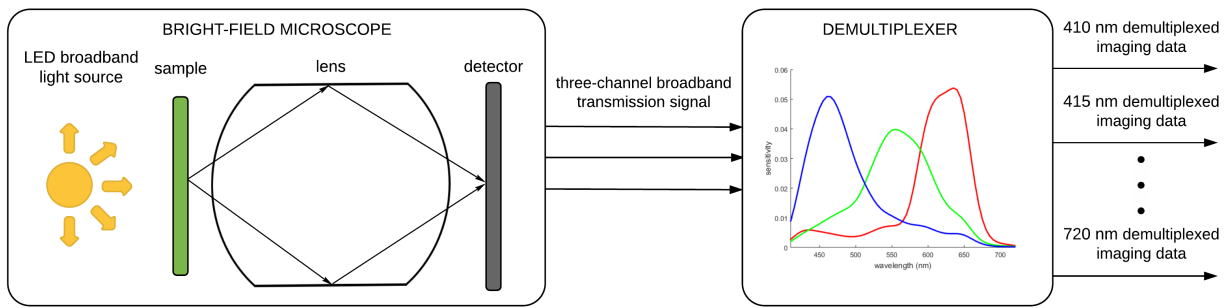 BRIGHT-FIELD MICROSCOPE
LED broadband
light source
sample
lens
detector
three-channel broadband
transmission signal
DEMULTIPLEXER
0.06
0.05
0.04
0.03
0.02
0.01
0
sensitivity
450
500
550
600
650
700
wavelength (nm)
410 nm demultiplexed
imaging data
415 nm demultiplexed
imaging data
720 nm demultiplexed
imaging data